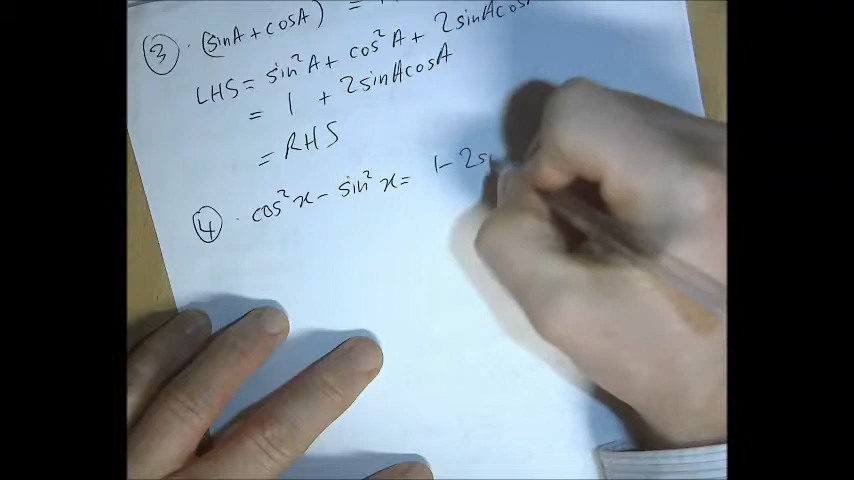 ③ · (sinA + cosA) =
LHS = sin²A + cos²A + 2sinAcosA
= 1 + 2sinAcosA
= RHS
④ · cos²x - sin²x = 1 - 2s